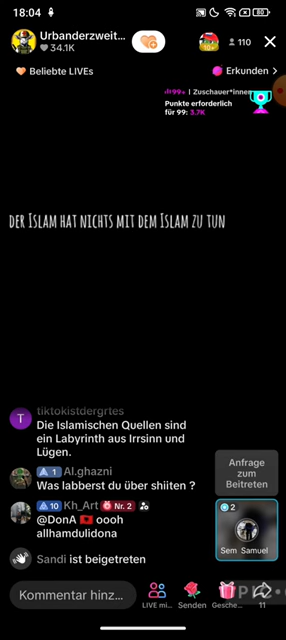 18:04
80
Urbanderzweit...
34.1K
10+
110
Beliebte LIVEs
Erkunden >
99+ | Zuschauer*innen
Punkte erforderlich
für 99: 3.7K
DER ISLAM HAT NICHTS MIT DEM ISLAM ZU TUN
tiktokistdergrtes
T
Die Islamischen Quellen sind
ein Labyrinth aus Irrsinn und
Lügen.
1 Al.ghazni
Was labberst du über shiiten ?
10 Kh_Art Nr. 2
@DonA 🇦🇱 oooh
allhamdulidona
Sandi ist beigetreten
Anfrage
zum
Beitreten
2
Sem Samuel
Kommentar hinz...
LIVE mi...
Senden
Gesche...
11